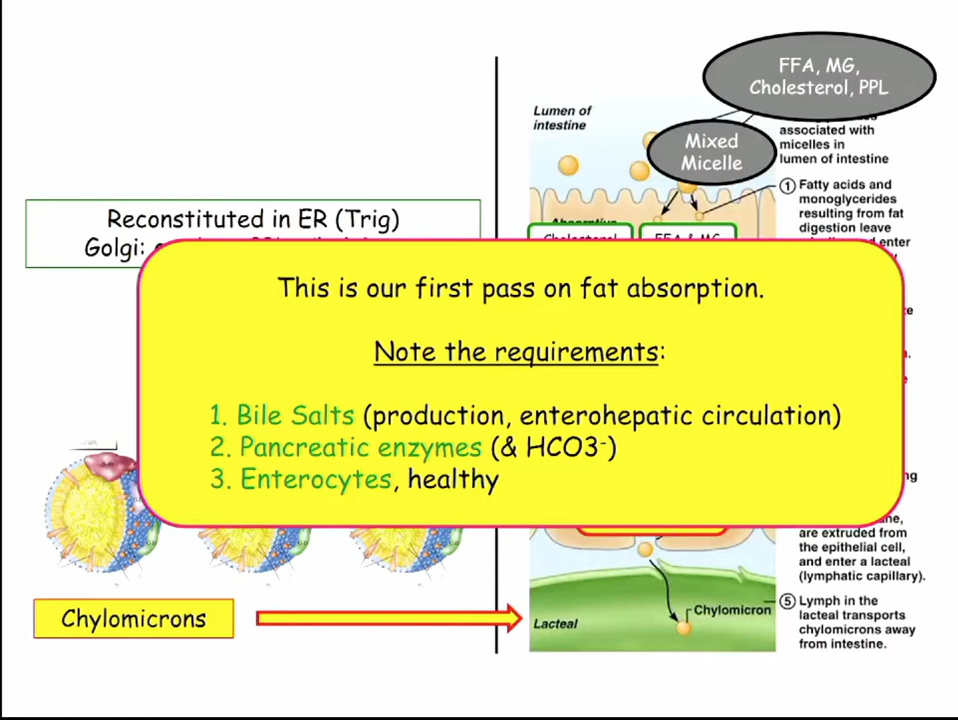 FFA, MG,
Cholesterol, PPL
Lumen of
intestine
Mixed
Micelle
associated with
micelles in
lumen of intestine
① Fatty acids and
monoglycerides
resulting from fat
digestion leave
enter
Reconstituted in ER (Trig)
Golgi:
This is our first pass on fat absorption.
Note the requirements:
1. Bile Salts (production, enterohepatic circulation)
2. Pancreatic enzymes (& HCO3-)
3. Enterocytes, healthy
are extruded from
the epithelial cell,
and enter a lacteal
(lymphatic capillary).
Chylomicrons
Lacteal
Chylomicron
⑤ Lymph in the
lacteal transports
chylomicrons away
from intestine.